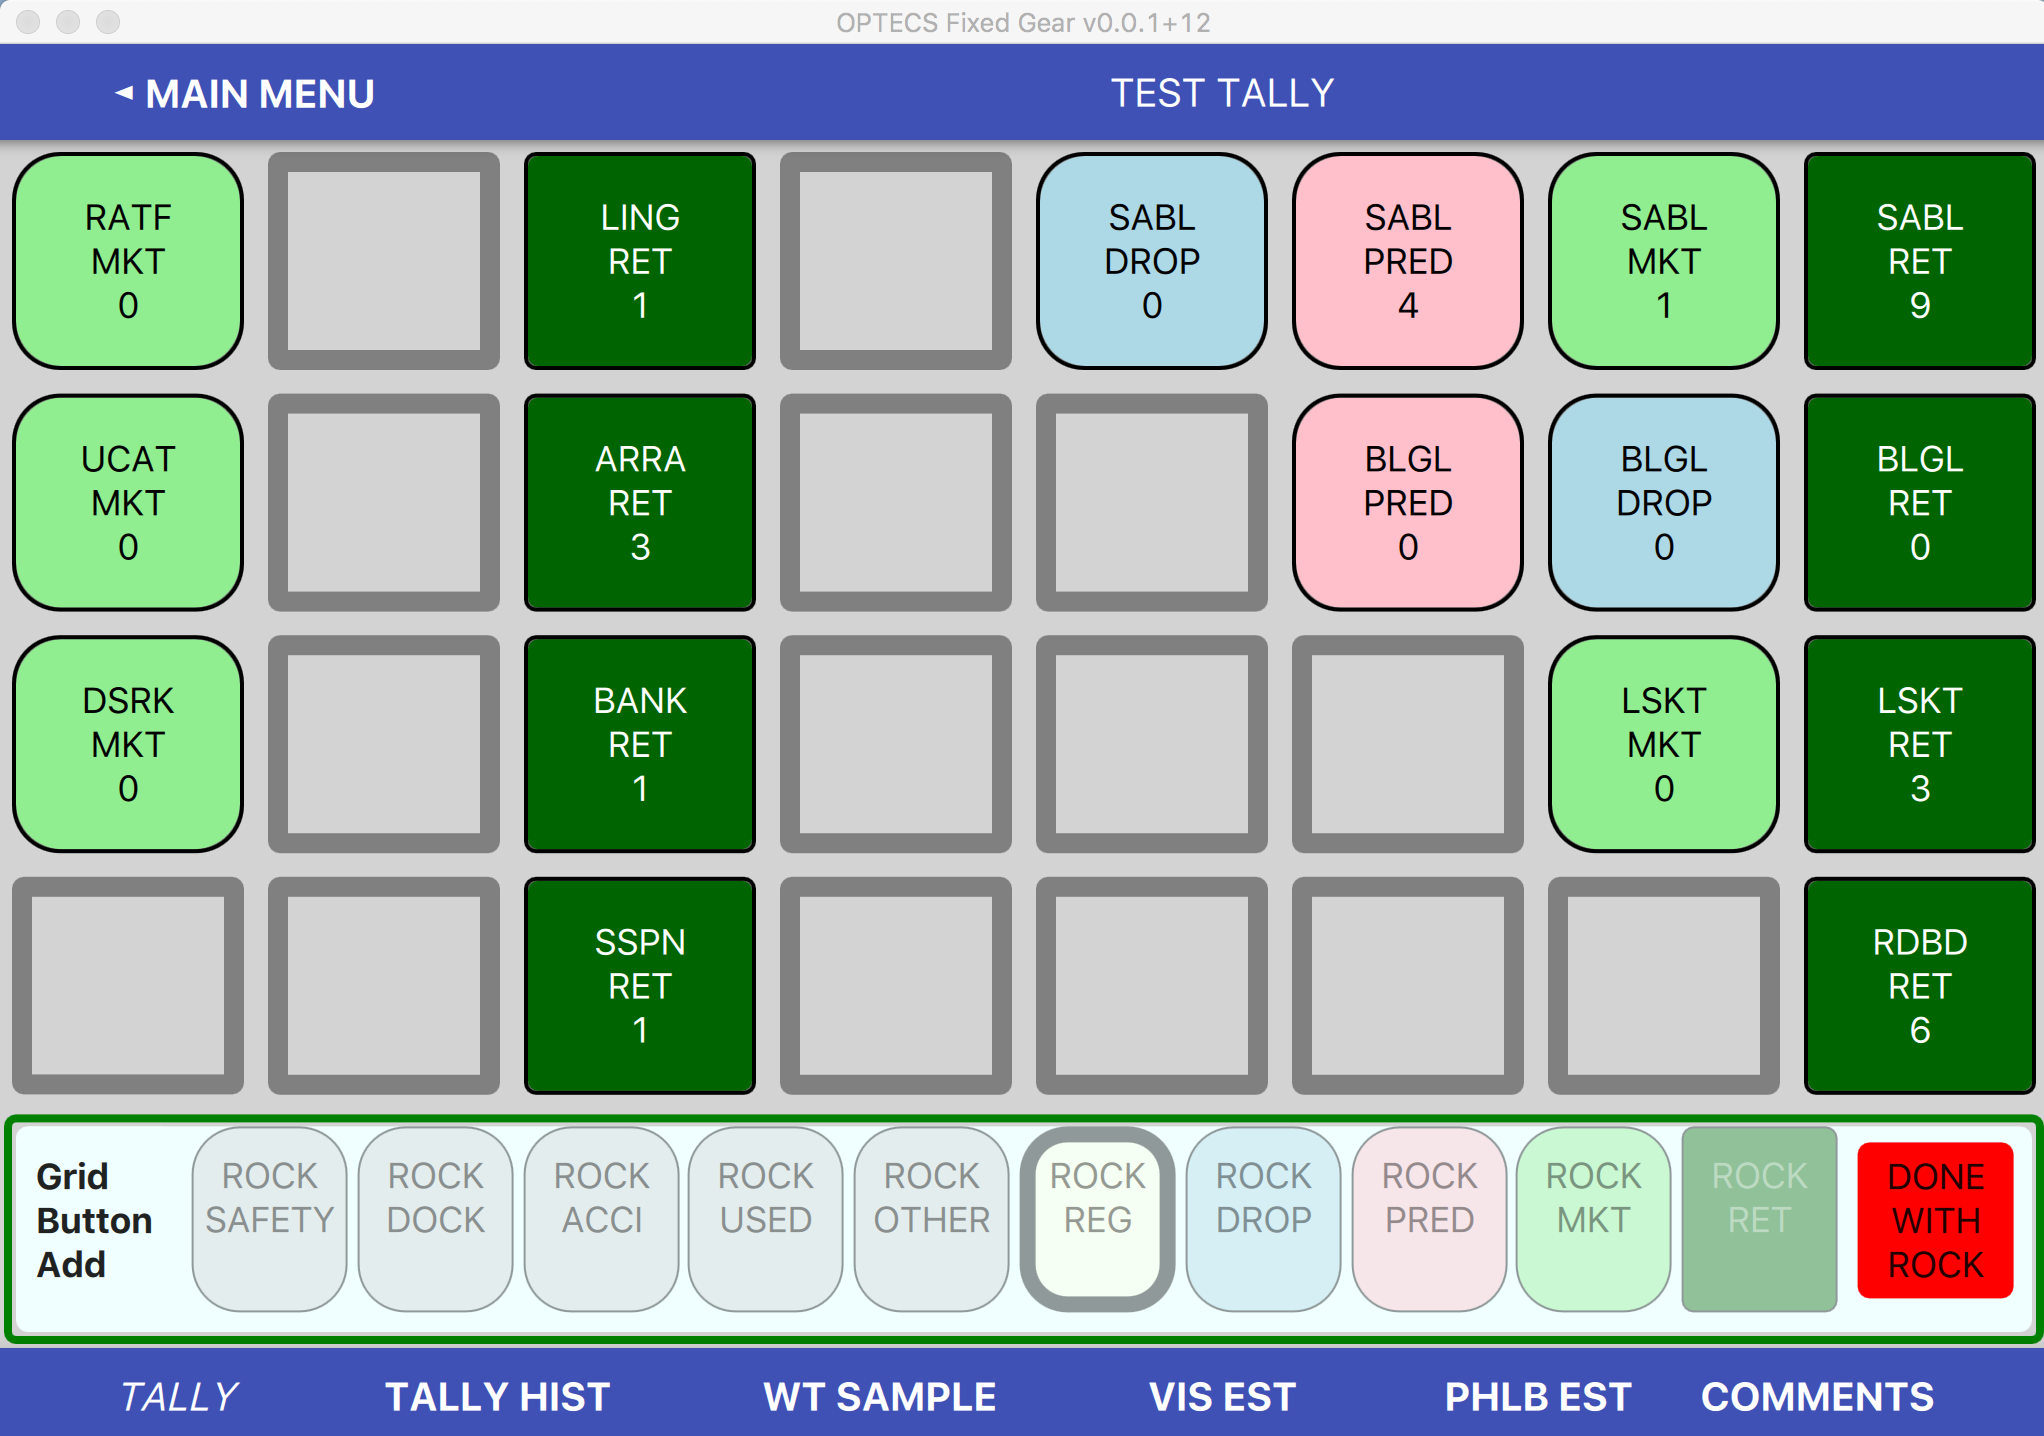 OPTECS Fixed Gear v0.0.1+12
◄ MAIN MENU
TEST TALLY
RATF
MKT
0
LING
RET
1
SABL
DROP
0
SABL
PRED
4
SABL
MKT
1
SABL
RET
9
UCAT
MKT
0
ARRA
RET
3
BLGL
PRED
0
BLGL
DROP
0
BLGL
RET
0
DSRK
MKT
0
BANK
RET
1
LSKT
MKT
0
LSKT
RET
3
SSPN
RET
1
RDBD
RET
6
Grid
Button
Add
ROCK
SAFETY
ROCK
DOCK
ROCK
ACCI
ROCK
USED
ROCK
OTHER
ROCK
REG
ROCK
DROP
ROCK
PRED
ROCK
MKT
ROCK
RET
DONE
WITH
ROCK
TALLY
TALLY HIST
WT SAMPLE
VIS EST
PHLB EST
COMMENTS